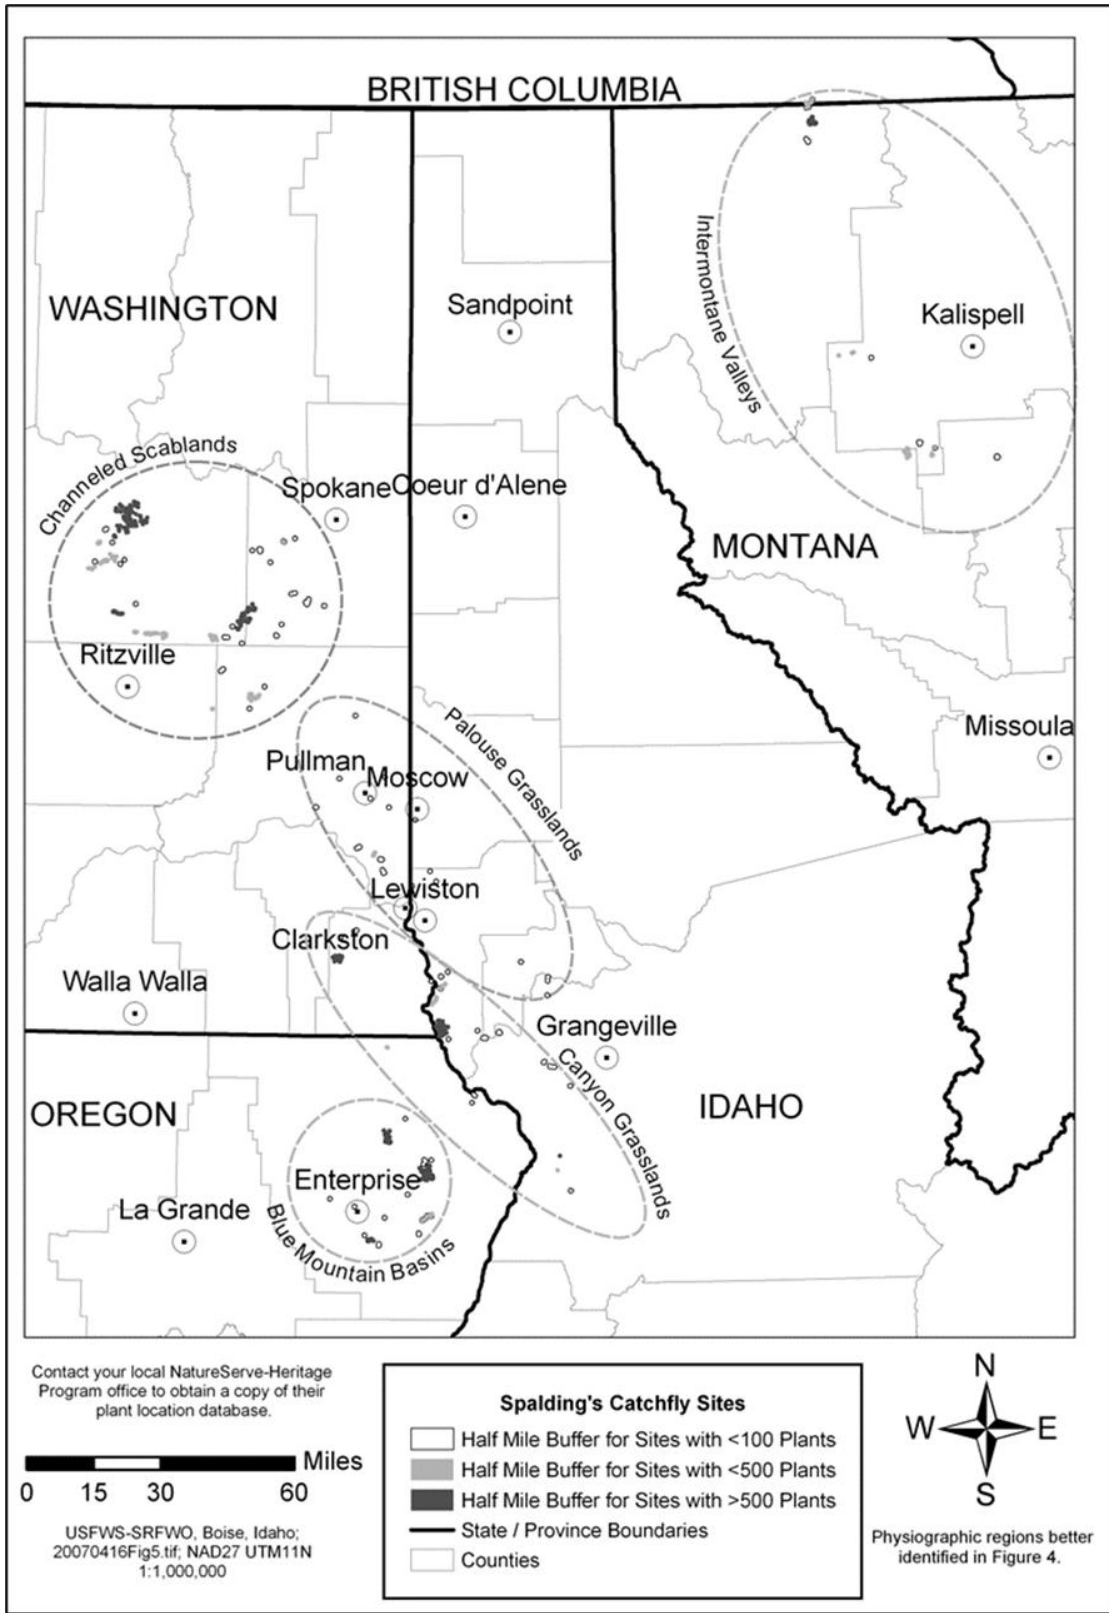 BRITISH COLUMBIA
WASHINGTON
Sandpoint
Intermontane Valleys
Kalispell
Channeled Scablands
Spokane
Coeur d'Alene
MONTANA
Ritzville
Missoula
Palouse Grasslands
Pullman
Moscow
Lewiston
Clarkston
Walla Walla
Grangeville
Canyon Grasslands
OREGON
IDAHO
Enterprise
La Grande
Blue Mountain Basins
Contact your local NatureServe-Heritage
Program office to obtain a copy of their
plant location database.
Miles
0 15 30 60
USFWS-SRFWO, Boise, Idaho;
20070416Fig5.tif; NAD27 UTM11N
1:1,000,000
Spalding's Catchfly Sites
Half Mile Buffer for Sites with <100 Plants
Half Mile Buffer for Sites with <500 Plants
Half Mile Buffer for Sites with >500 Plants
State / Province Boundaries
Counties
N
W E
S
Physiographic regions better
identified in Figure 4.